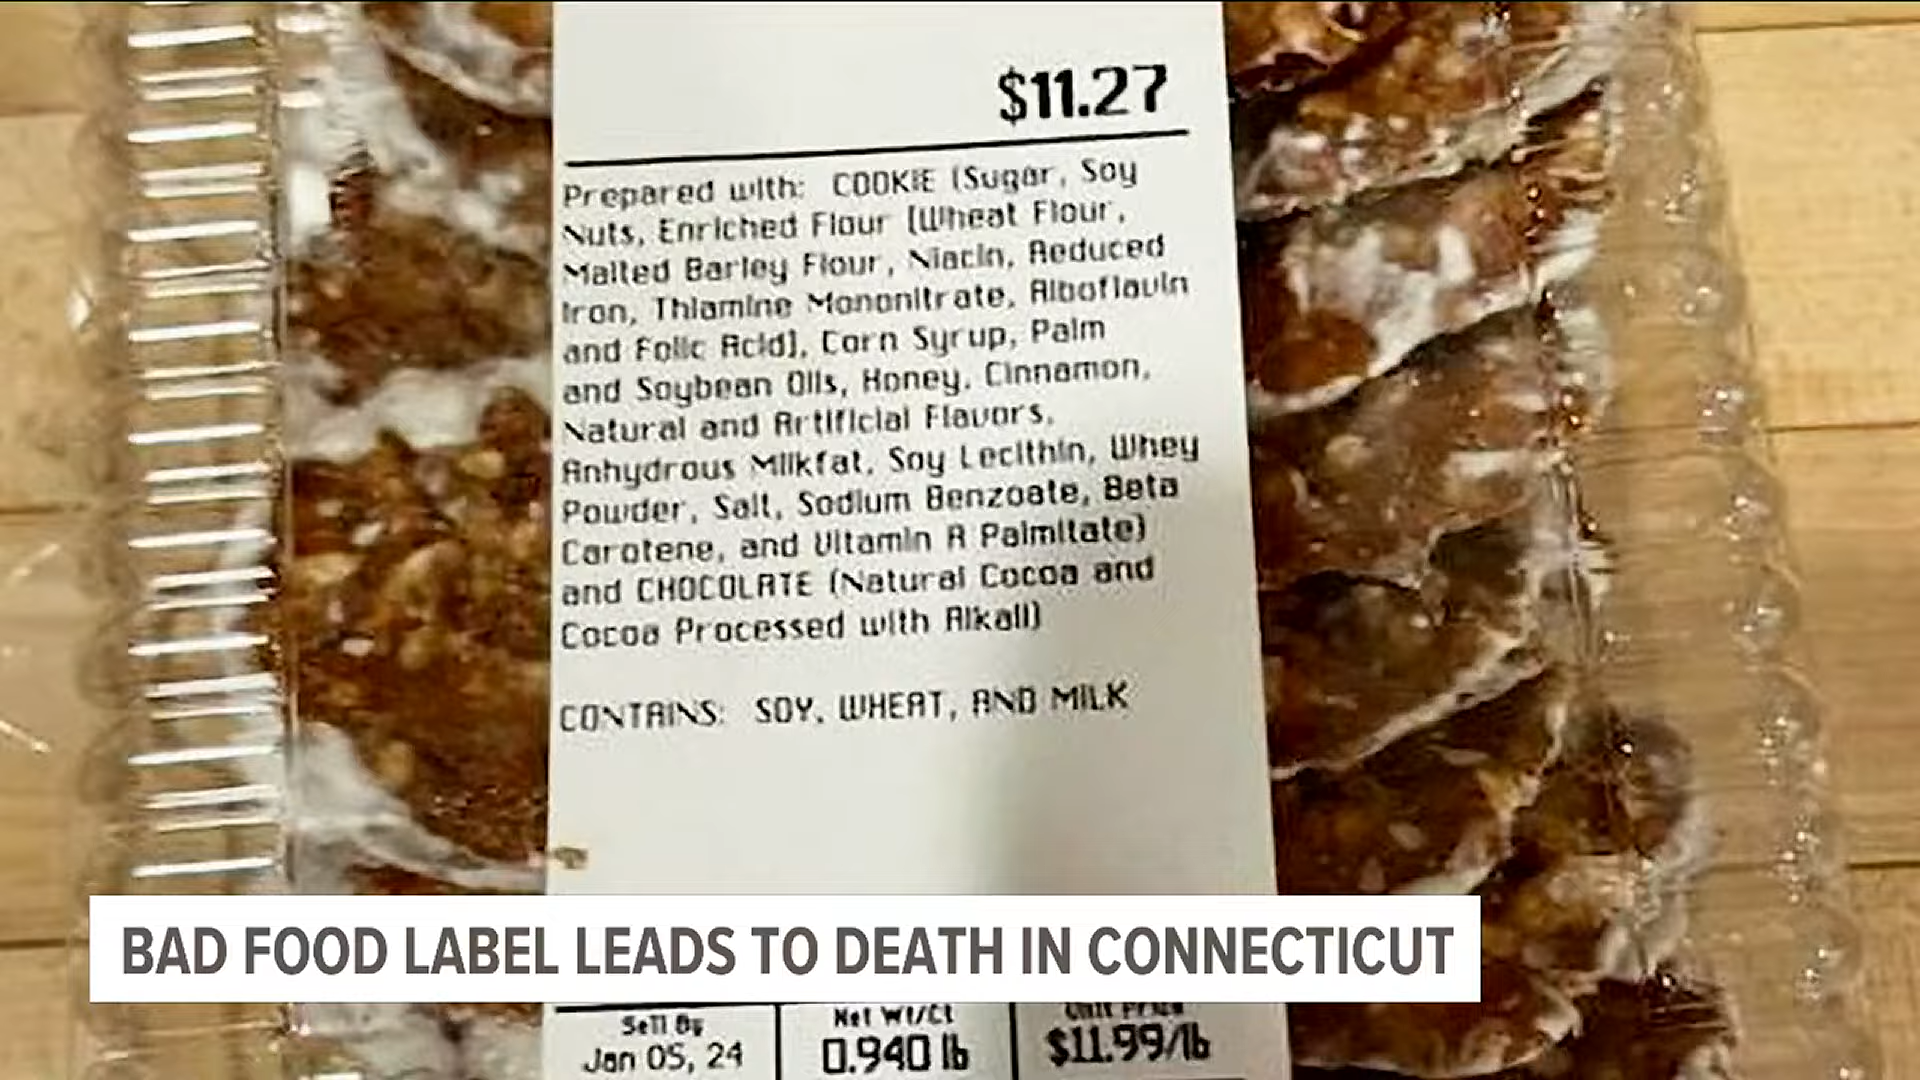 $11.27
Prepared with: COOKIE (Sugar, Soy
Nuts, Enriched Flour [Wheat Flour,
Malted Barley Flour, Niacin, Reduced
Iron, Thiamine Mononitrate, Riboflavin
and Folic Acid], Corn Syrup, Palm
and Soybean Oils, Honey, Cinnamon,
Natural and Artificial Flavors,
Anhydrous Milkfat, Soy Lecithin, Whey
Powder, Salt, Sodium Benzoate, Beta
Carotene, and Vitamin A Palmitate)
and CHOCOLATE (Natural Cocoa and
Cocoa Processed with Alkali)
CONTAINS: SOY, WHEAT, AND MILK
BAD FOOD LABEL LEADS TO DEATH IN CONNECTICUT
Sell By Net Wt/Ct Unit Price
Jan 05, 24 0.940 lb $11.99/lb